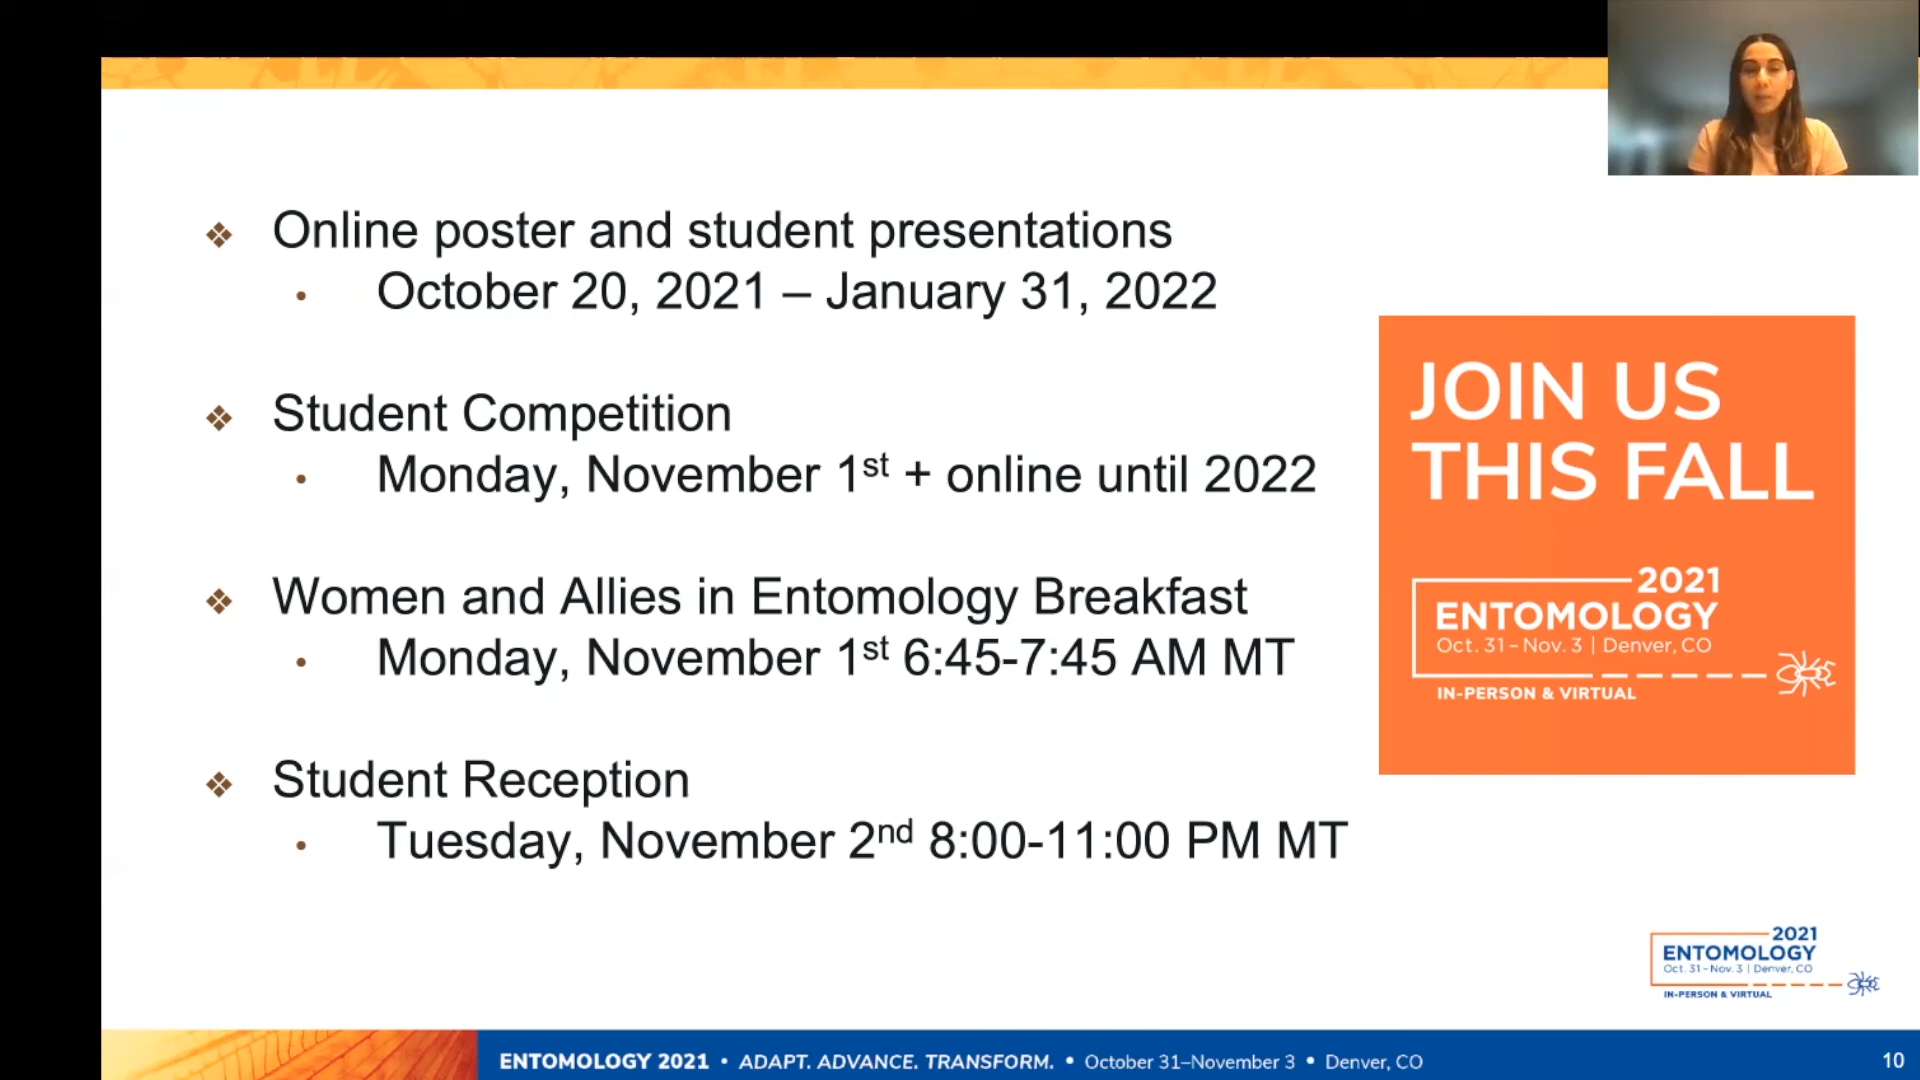 Online poster and student presentations
• October 20, 2021 – January 31, 2022
Student Competition
• Monday, November 1st + online until 2022
Women and Allies in Entomology Breakfast
• Monday, November 1st 6:45-7:45 AM MT
Student Reception
• Tuesday, November 2nd 8:00-11:00 PM MT
JOIN US
THIS FALL
2021
ENTOMOLOGY
Oct. 31 – Nov. 3 | Denver, CO
IN-PERSON & VIRTUAL
2021
ENTOMOLOGY
Oct. 31 – Nov. 3 | Denver, CO
IN-PERSON & VIRTUAL
ENTOMOLOGY 2021 • ADAPT. ADVANCE. TRANSFORM. • October 31–November 3 • Denver, CO
10